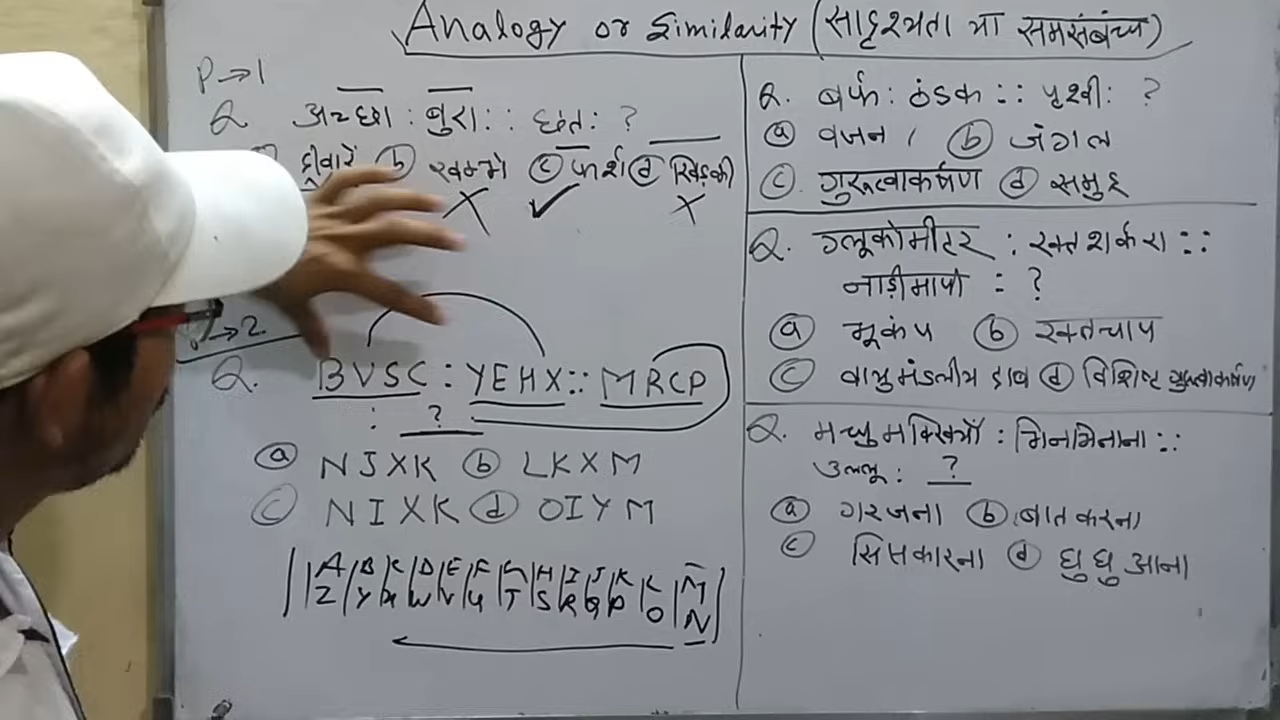 Analogy or Similarity (सादृश्यता या समसंबंध)
P → 1
Q अच्छा : बुरा :: छत : ?
दीवारें ⓑ खम्भे ⓒ फर्श ⓓ खिड़की
→ 2.
Q. BVSC : YEHX :: MRCP
: ?
ⓐ NJXK ⓑ LKXM
ⓒ NIXK ⓓ OIYM
A B C D E F G H I J K L M
Z Y X W V U T S R Q P O N
Q. बर्फ : ठंडक :: पृथ्वी : ?
ⓐ वजन । ⓑ जंगल
ⓒ. गुरुत्वाकर्षण ⓓ समुद्र
Q. ग्लूकोमीटर : रक्त शर्करा ::
नाड़ीमापी : ?
ⓐ भूकंप ⓑ रक्तचाप
ⓒ वायुमंडलीय दाब ⓓ विशिष्ट गुरुत्वाकर्षण
Q. मधुमक्खियाँ : भिनभिनाना ::
उल्लू : ?
ⓐ गरजना ⓑ बात करना
ⓒ सिसकारना ⓓ घुघुआना